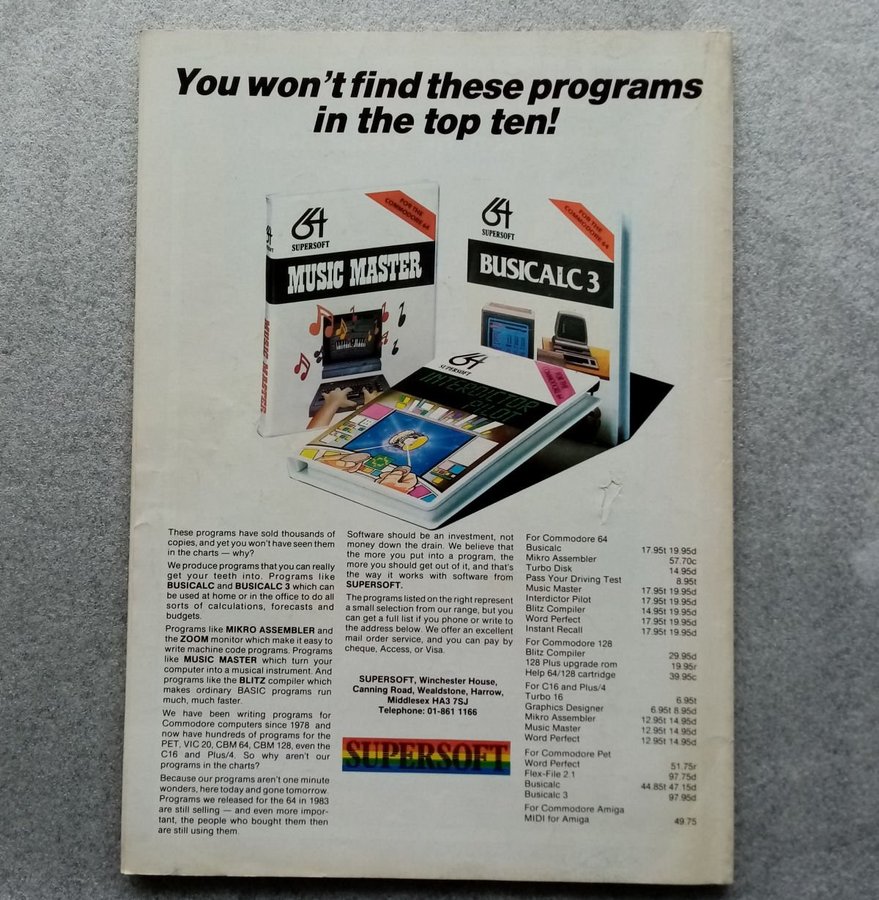 You won't find these programs
in the top ten!
64
SUPERSOFT
FOR THE
COMMODORE 64
MUSIC MASTER
MUSIC MASTER
64
SUPERSOFT
FOR THE
COMMODORE 64
BUSICALC 3
64
SUPERSOFT
FOR THE
COMMODORE 64
INTERDICTOR
PILOT
These programs have sold thousands of
copies, and yet you won't have seen them
in the charts — why?
We produce programs that you can really
get your teeth into. Programs like
BUSICALC and BUSICALC 3 which can
be used at home or in the office to do all
sorts of calculations, forecasts and
budgets.
Programs like MIKRO ASSEMBLER and
the ZOOM monitor which make it easy to
write machine code programs. Programs
like MUSIC MASTER which turn your
computer into a musical instrument. And
programs like the BLITZ compiler which
makes ordinary BASIC programs run
much, much faster.
We have been writing programs for
Commodore computers since 1978 and
now have hundreds of programs for the
PET, VIC 20, CBM 64, CBM 128, even the
C16 and Plus/4. So why aren't our
programs in the charts?
Because our programs aren't one minute
wonders, here today and gone tomorrow.
Programs we released for the 64 in 1983
are still selling — and even more impor-
tant, the people who bought them then
are still using them.
Software should be an investment, not
money down the drain. We believe that
the more you put into a program, the
more you should get out of it, and that's
the way it works with software from
SUPERSOFT.
The programs listed on the right represent
a small selection from our range, but you
can get a full list if you phone or write to
the address below. We offer an excellent
mail order service, and you can pay by
cheque, Access, or Visa.
SUPERSOFT, Winchester House,
Canning Road, Wealdstone, Harrow,
Middlesex HA3 7SJ
Telephone: 01-861 1166
SUPERSOFT
For Commodore 64
Busicalc 17.95t 19.95d
Mikro Assembler 57.70c
Turbo Disk 14.95d
Pass Your Driving Test 8.95t
Music Master 17.95t 19.95d
Interdictor Pilot 17.95t 19.95d
Blitz Compiler 14.95t 19.95d
Word Perfect 17.95t 19.95d
Instant Recall 17.95t 19.95d
For Commodore 128
Blitz Compiler 29.95d
128 Plus upgrade rom 19.95r
Help 64/128 cartridge 39.95c
For C16 and Plus/4
Turbo 16 6.95t
Graphics Designer 6.95t 8.95d
Mikro Assembler 12.95t 14.95d
Music Master 12.95t 14.95d
Word Perfect 12.95t 14.95d
For Commodore Pet
Word Perfect 51.75r
Flex-File 2.1 97.75d
Busicalc 44.85t 47.15d
Busicalc 3 97.95d
For Commodore Amiga
MIDI for Amiga 49.75